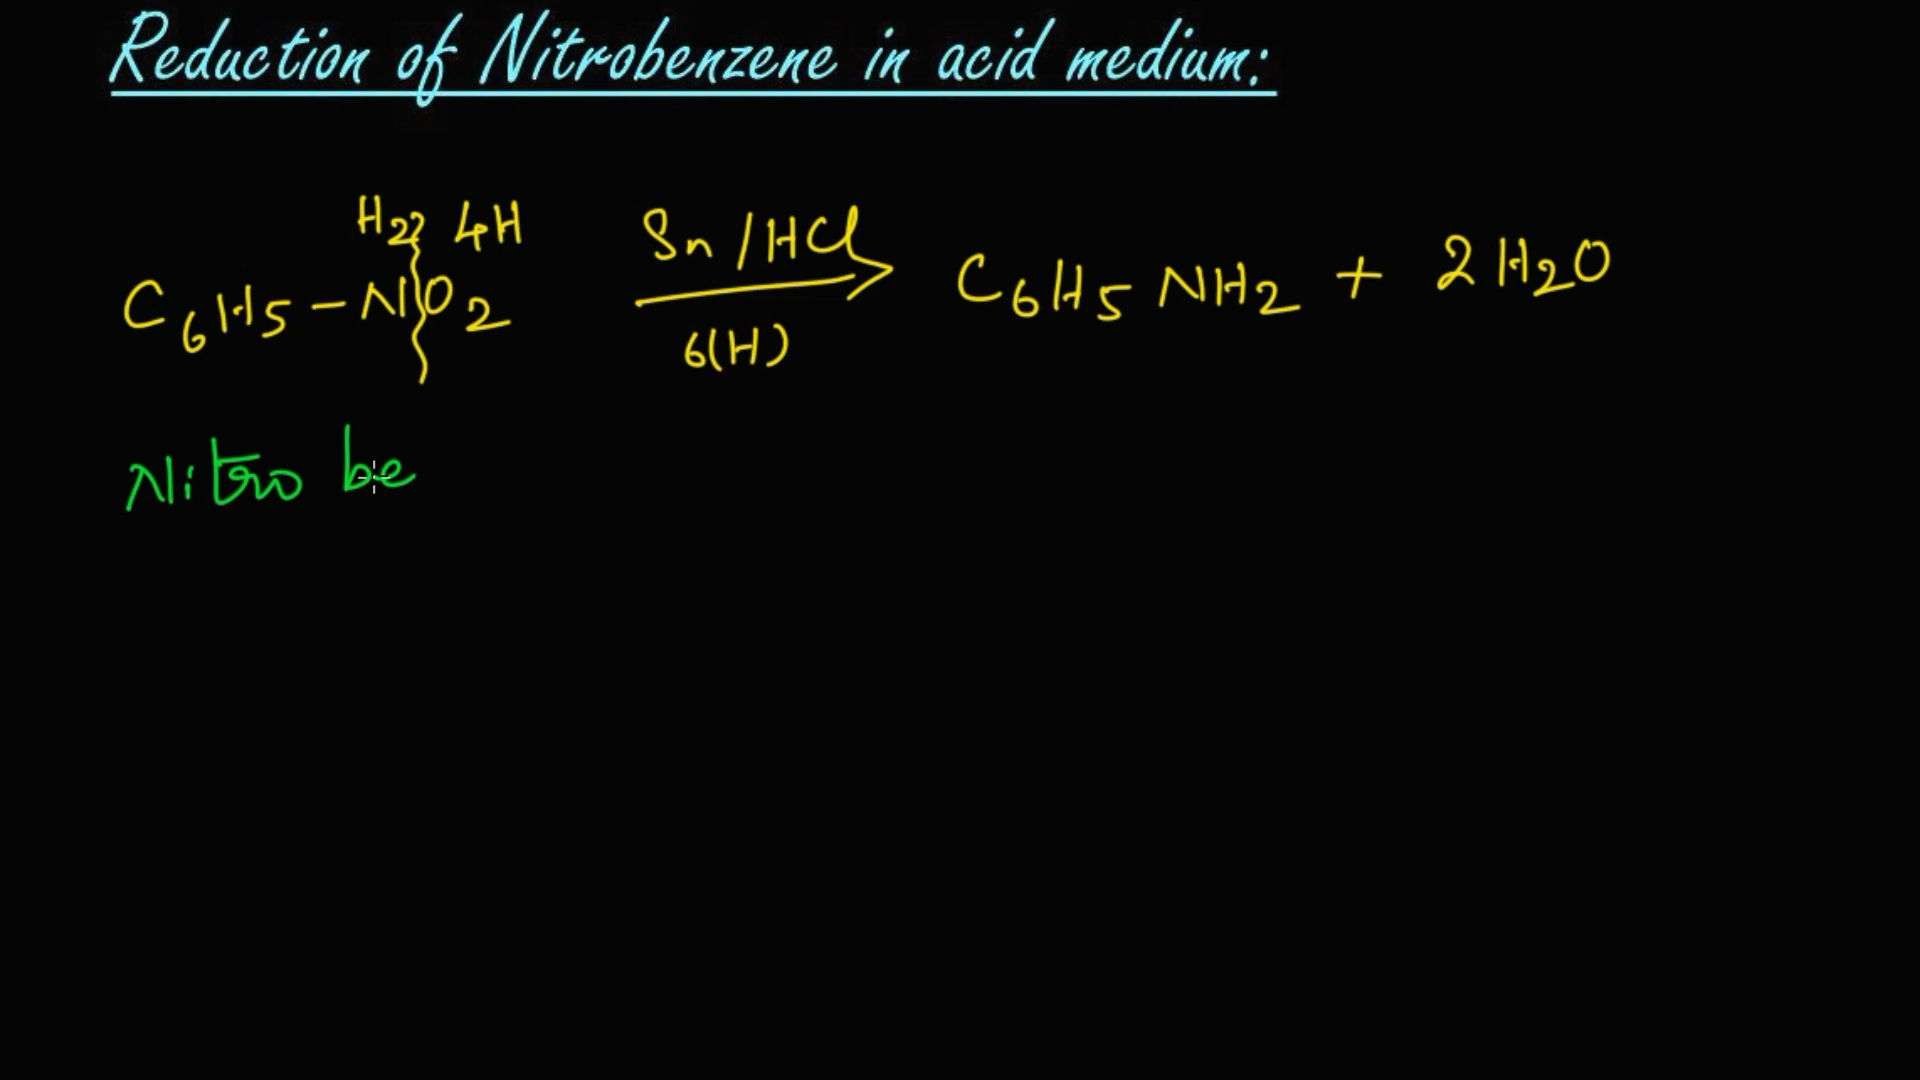 Reduction of Nitrobenzene in acid medium:
H2 4H
C6H5-NO2 Sn/HCl C6H5NH2 + 2H2O
6(H)
Nitro be